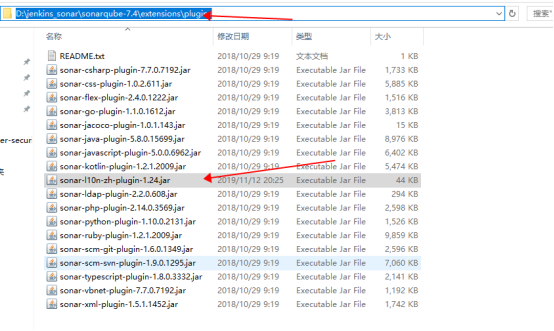 D:\jenkins_sonar\sonarqube-7.4\extensions\plugin
搜索"
名称 修改日期 类型 大小
README.txt 2018/10/29 9:19 文本文档 1 KB
sonar-csharp-plugin-7.7.0.7192.jar 2018/10/29 9:19 Executable Jar File 1,733 KB
sonar-css-plugin-1.0.2.611.jar 2018/10/29 9:19 Executable Jar File 5,885 KB
sonar-flex-plugin-2.4.0.1222.jar 2018/10/29 9:19 Executable Jar File 1,516 KB
sonar-go-plugin-1.1.0.1612.jar 2018/10/29 9:19 Executable Jar File 3,813 KB
sonar-jacoco-plugin-1.0.1.143.jar 2018/10/29 9:19 Executable Jar File 15 KB
sonar-java-plugin-5.8.0.15699.jar 2018/10/29 9:19 Executable Jar File 8,976 KB
er-secur
sonar-javascript-plugin-5.0.0.6962.jar 2018/10/29 9:19 Executable Jar File 6,402 KB
sonar-kotlin-plugin-1.2.1.2009.jar 2018/10/29 9:19 Executable Jar File 5,474 KB
sonar-l10n-zh-plugin-1.24.jar 2019/11/12 20:25 Executable Jar File 44 KB
sonar-ldap-plugin-2.2.0.608.jar 2018/10/29 9:19 Executable Jar File 294 KB
sonar-php-plugin-2.14.0.3569.jar 2018/10/29 9:19 Executable Jar File 2,598 KB
sonar-python-plugin-1.10.0.2131.jar 2018/10/29 9:19 Executable Jar File 1,526 KB
sonar-ruby-plugin-1.2.1.2009.jar 2018/10/29 9:19 Executable Jar File 9,859 KB
sonar-scm-git-plugin-1.6.0.1349.jar 2018/10/29 9:19 Executable Jar File 2,596 KB
sonar-scm-svn-plugin-1.9.0.1295.jar 2018/10/29 9:19 Executable Jar File 7,060 KB
sonar-typescript-plugin-1.8.0.3332.jar 2018/10/29 9:19 Executable Jar File 2,141 KB
sonar-vbnet-plugin-7.7.0.7192.jar 2018/10/29 9:19 Executable Jar File 1,192 KB
sonar-xml-plugin-1.5.1.1452.jar 2018/10/29 9:19 Executable Jar File 1,742 KB